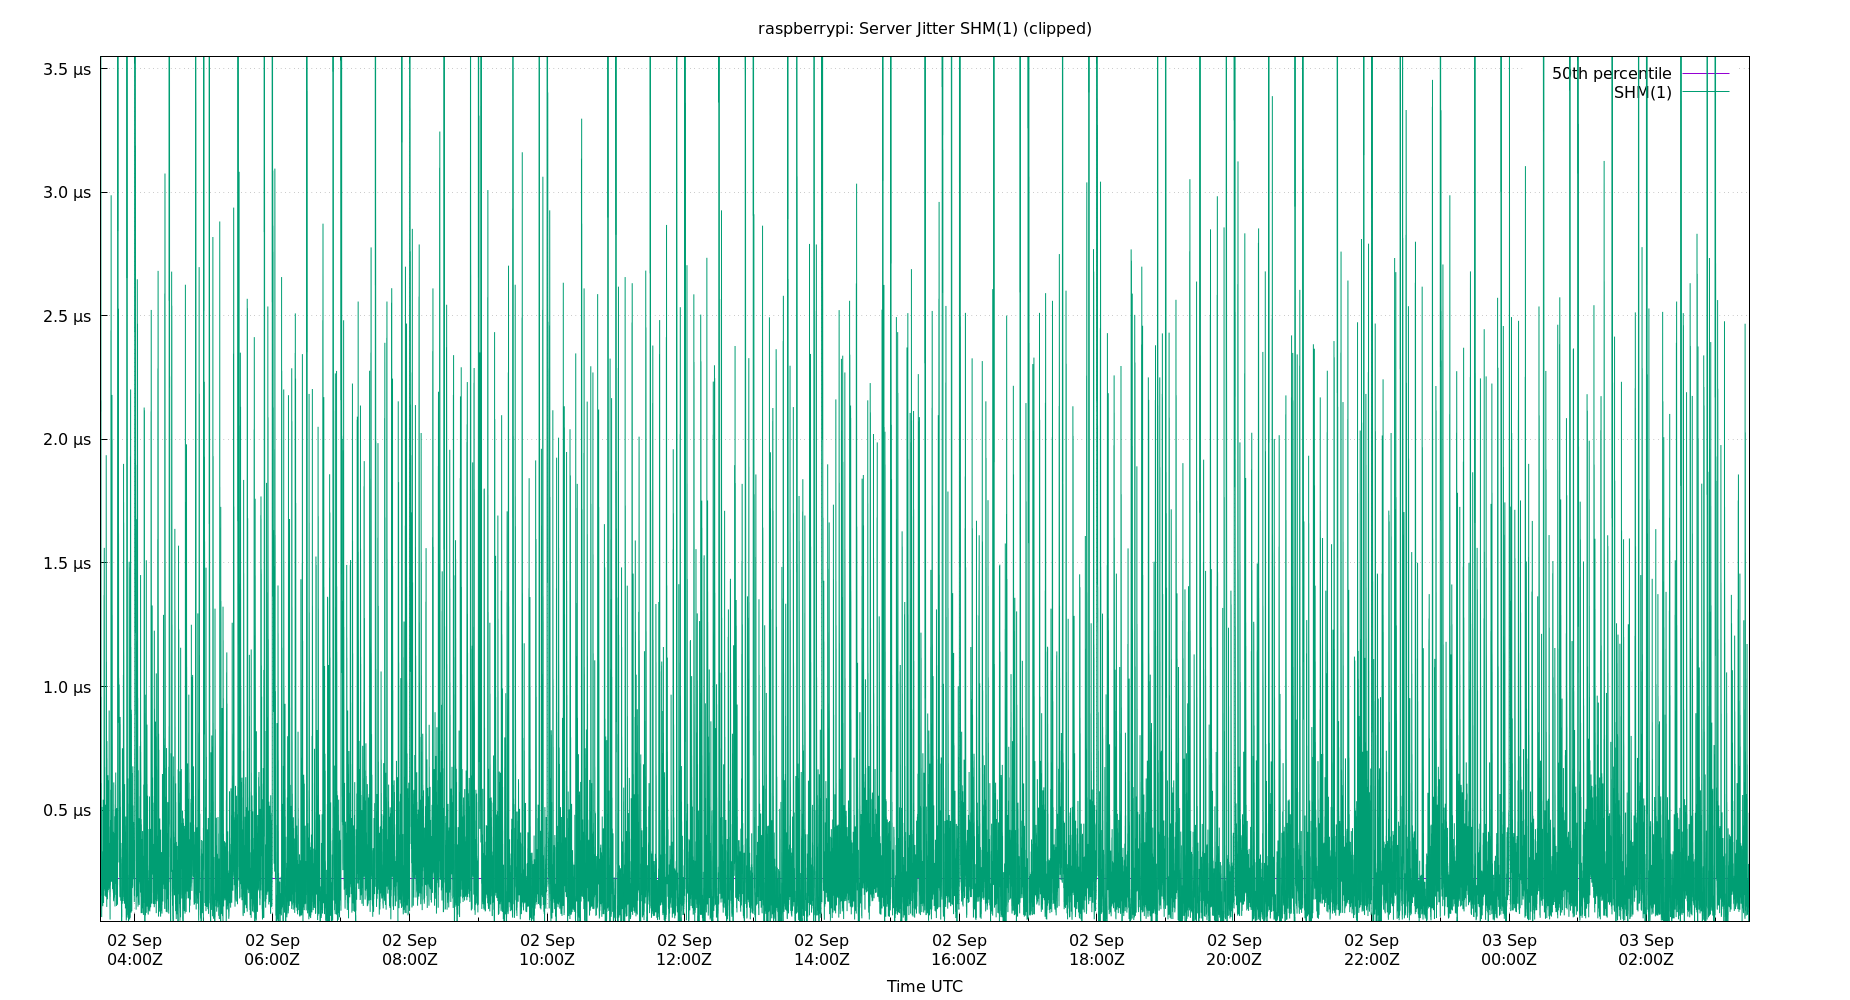 raspberrypi: Server Jitter SHM(1) (clipped)
50th percentile
SHM(1)
3.5 µs
3.0 µs
2.5 µs
2.0 µs
1.5 µs
1.0 µs
0.5 µs
02 Sep 02 Sep 02 Sep 02 Sep 02 Sep 02 Sep 02 Sep 02 Sep 02 Sep 02 Sep 03 Sep 03 Sep
04:00Z 06:00Z 08:00Z 10:00Z 12:00Z 14:00Z 16:00Z 18:00Z 20:00Z 22:00Z 00:00Z 02:00Z
Time UTC